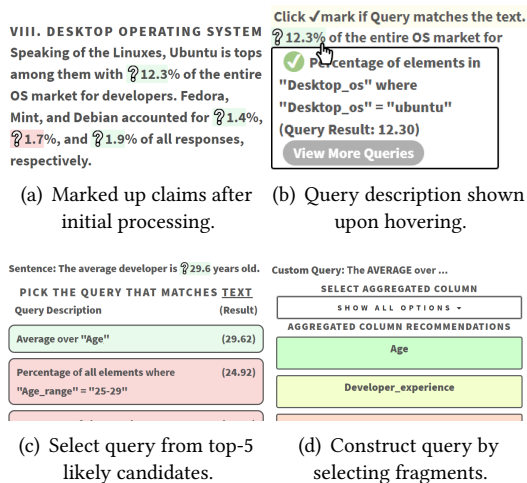 VIII. DESKTOP OPERATING SYSTEM
Speaking of the Linuxes, Ubuntu is tops
among them with ?12.3% of the entire
OS market for developers. Fedora,
Mint, and Debian accounted for ?1.4%,
?1.7%, and ?1.9% of all responses,
respectively.
(a) Marked up claims after
initial processing.
Click ✓mark if Query matches the text.
?12.3% of the entire OS market for
Percentage of elements in
"Desktop_os" where
"Desktop_os" = "ubuntu"
(Query Result: 12.30)
View More Queries
(b) Query description shown
upon hovering.
Sentence: The average developer is ?29.6 years old.
PICK THE QUERY THAT MATCHES TEXT
Query Description (Result)
Average over "Age" (29.62)
Percentage of all elements where (24.92)
"Age_range" = "25-29"
(c) Select query from top-5
likely candidates.
Custom Query: The AVERAGE over ...
SELECT AGGREGATED COLUMN
SHOW ALL OPTIONS
AGGREGATED COLUMN RECOMMENDATIONS
Age
Developer_experience
(d) Construct query by
selecting fragments.